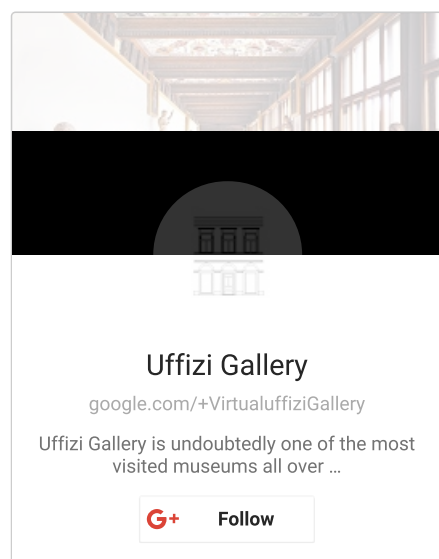 Uffizi Gallery
google.com/+VirtualuffiziGallery
Uffizi Gallery is undoubtedly one of the most
visited museums all over ...
G+ Follow